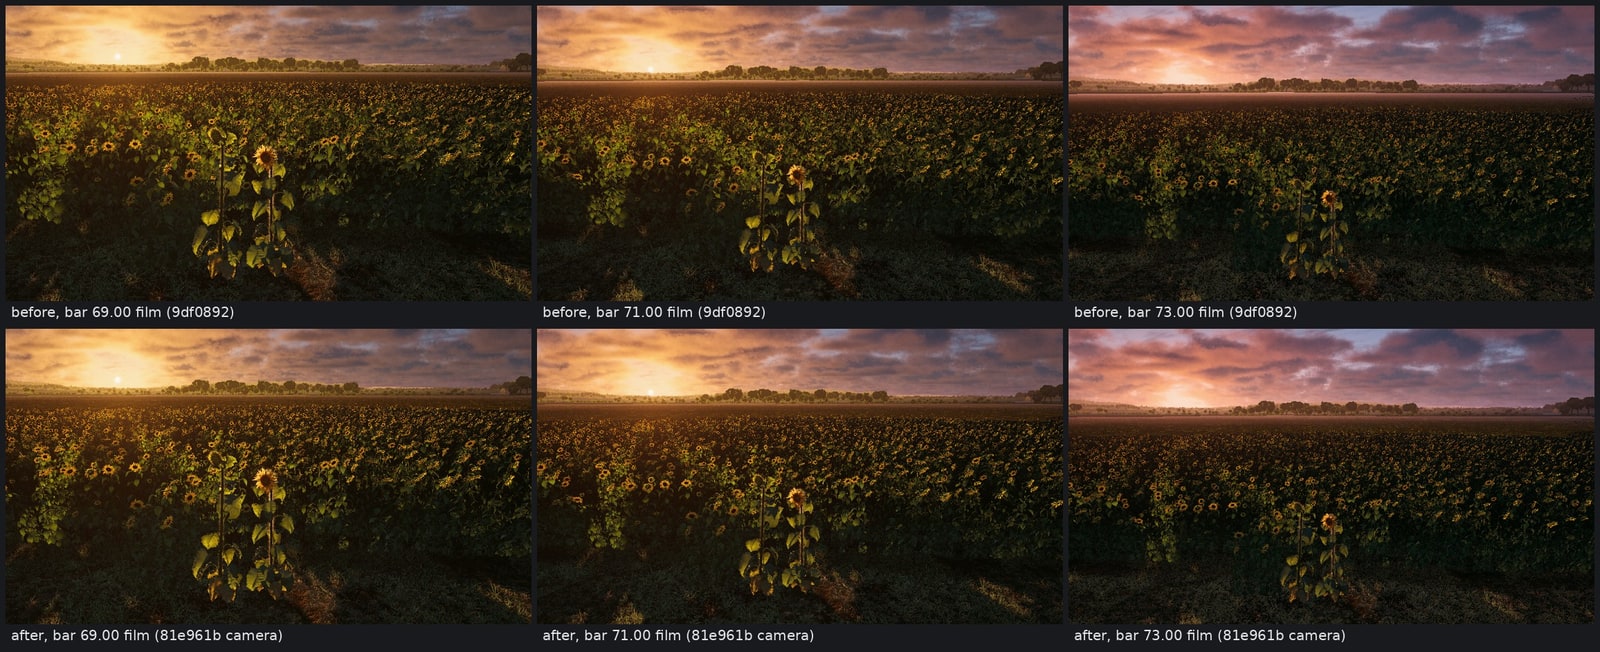 before, bar 69.00 film (9df0892)
before, bar 71.00 film (9df0892)
before, bar 73.00 film (9df0892)
after, bar 69.00 film (81e961b camera)
after, bar 71.00 film (81e961b camera)
after, bar 73.00 film (81e961b camera)